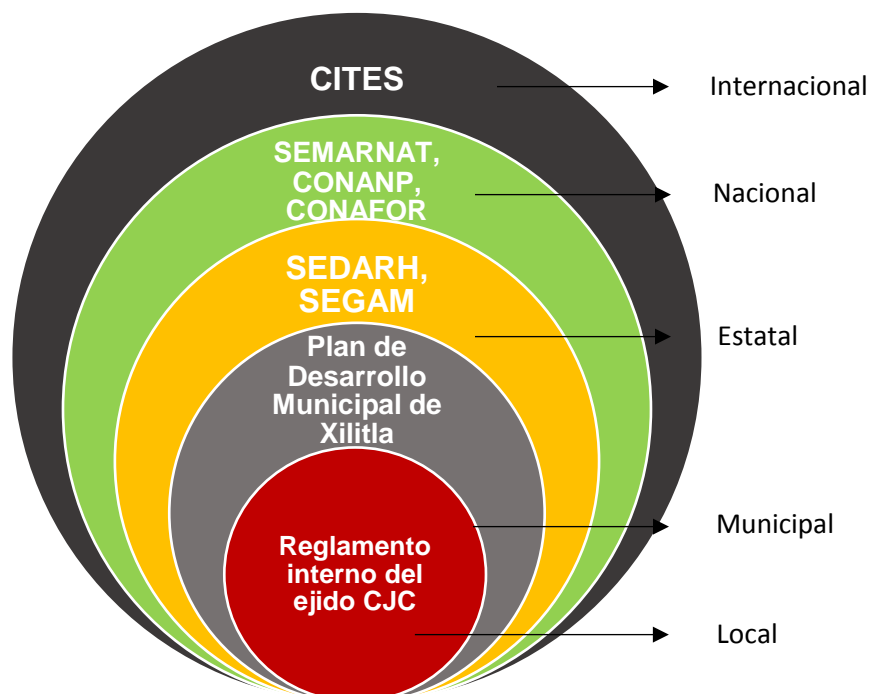 CITES
Internacional
SEMARNAT,
CONANP,
CONAFOR
Nacional
SEDARH,
SEGAM
Estatal
Plan de
Desarrollo
Municipal de
Xilitla
Municipal
Reglamento
interno del
ejido CJC
Local